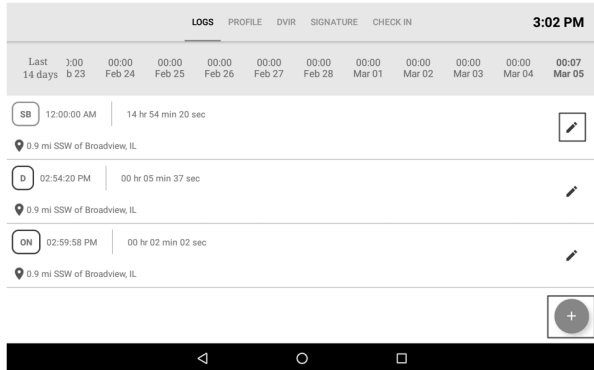 LOGS PROFILE DVIR SIGNATURE CHECK IN 3:02 PM
Last 14 days
:00 00:00 00:00 00:00 00:00 00:00 00:00 00:00 00:00 00:00 00:07
b 23 Feb 24 Feb 25 Feb 26 Feb 27 Feb 28 Mar 01 Mar 02 Mar 03 Mar 04 Mar 05
SB 12:00:00 AM 14 hr 54 min 20 sec
0.9 mi SSW of Broadview, IL
D 02:54:20 PM 00 hr 05 min 37 sec
0.9 mi SSW of Broadview, IL
ON 02:59:58 PM 00 hr 02 min 02 sec
0.9 mi SSW of Broadview, IL
+